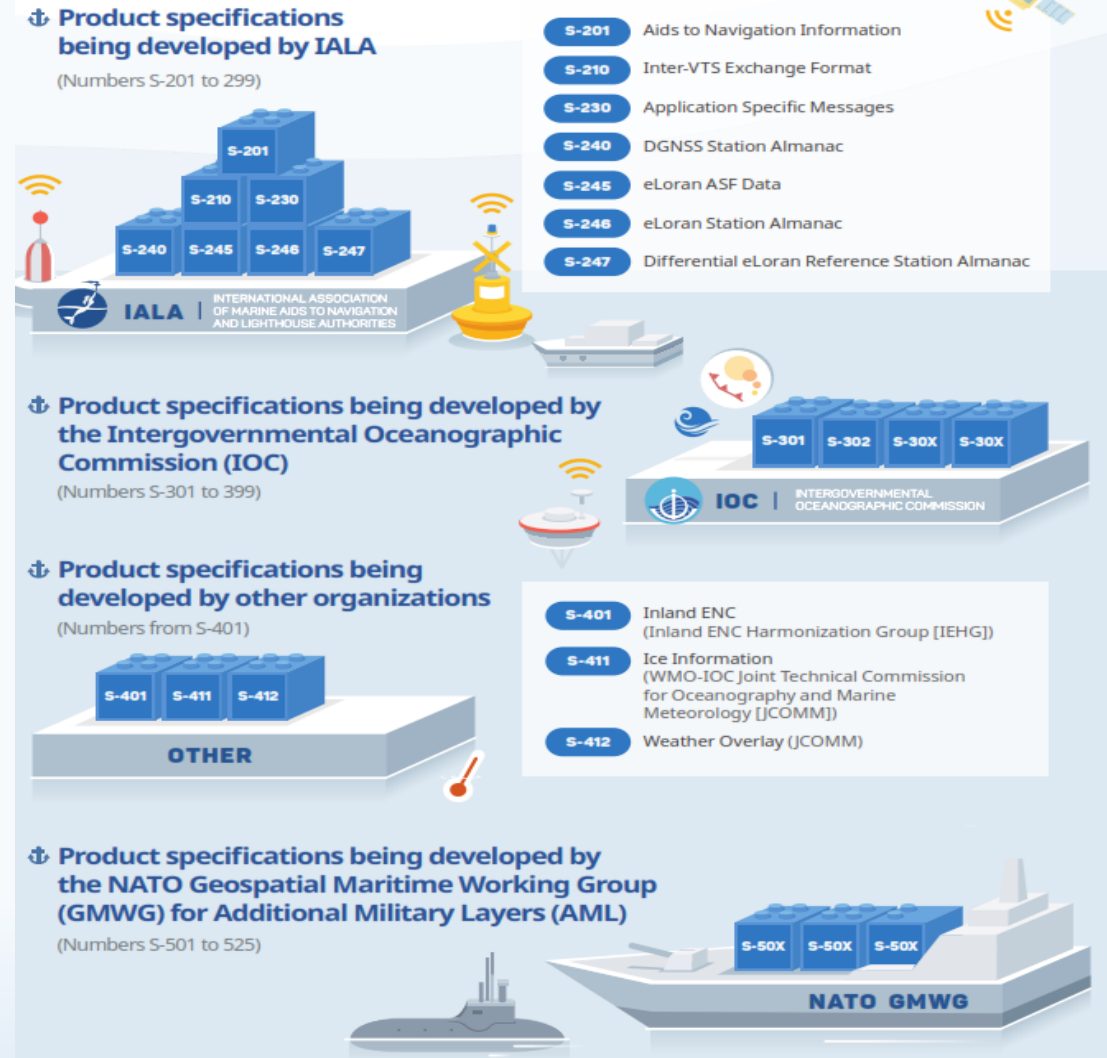 Product specifications
being developed by IALA
(Numbers S-201 to 299)
S-201
S-210 S-230
S-240 S-245 S-246 S-247
IALA | INTERNATIONAL ASSOCIATION
OF MARINE AIDS TO NAVIGATION
AND LIGHTHOUSE AUTHORITIES
S-201 Aids to Navigation Information
S-210 Inter-VTS Exchange Format
S-230 Application Specific Messages
S-240 DGNSS Station Almanac
S-245 eLoran ASF Data
S-246 eLoran Station Almanac
S-247 Differential eLoran Reference Station Almanac
Product specifications being developed by
the Intergovernmental Oceanographic
Commission (IOC)
(Numbers S-301 to 399)
S-301 S-302 S-30X S-30X
IOC | INTERGOVERNMENTAL
OCEANOGRAPHIC COMMISSION
Product specifications being
developed by other organizations
(Numbers from S-401)
S-401 S-411 S-412
OTHER
S-401 Inland ENC
(Inland ENC Harmonization Group [IEHG])
S-411 Ice Information
(WMO-IOC Joint Technical Commission
for Oceanography and Marine
Meteorology [JCOMM])
S-412 Weather Overlay (JCOMM)
Product specifications being developed by
the NATO Geospatial Maritime Working Group
(GMWG) for Additional Military Layers (AML)
(Numbers S-501 to 525)
S-50X S-50X S-50X
NATO GMWG